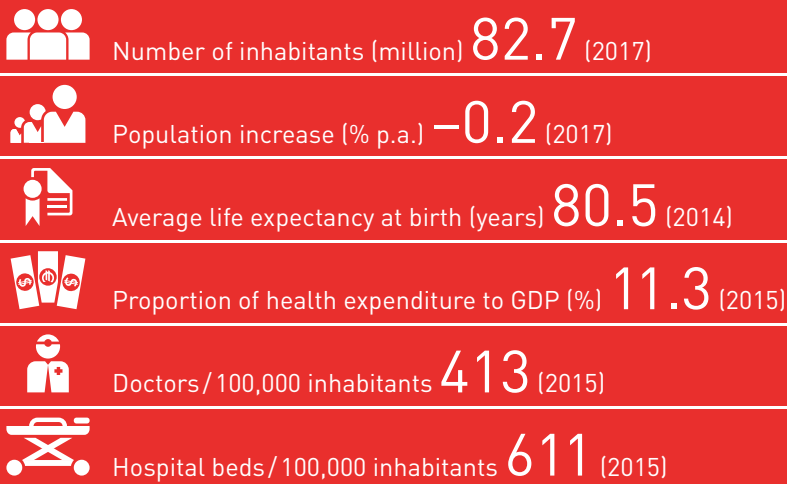 Number of inhabitants (million) 82.7 (2017)
Population increase (% p.a.) –0.2 (2017)
Average life expectancy at birth (years) 80.5 (2014)
Proportion of health expenditure to GDP (%) 11.3 (2015)
Doctors / 100,000 inhabitants 413 (2015)
Hospital beds / 100,000 inhabitants 611 (2015)